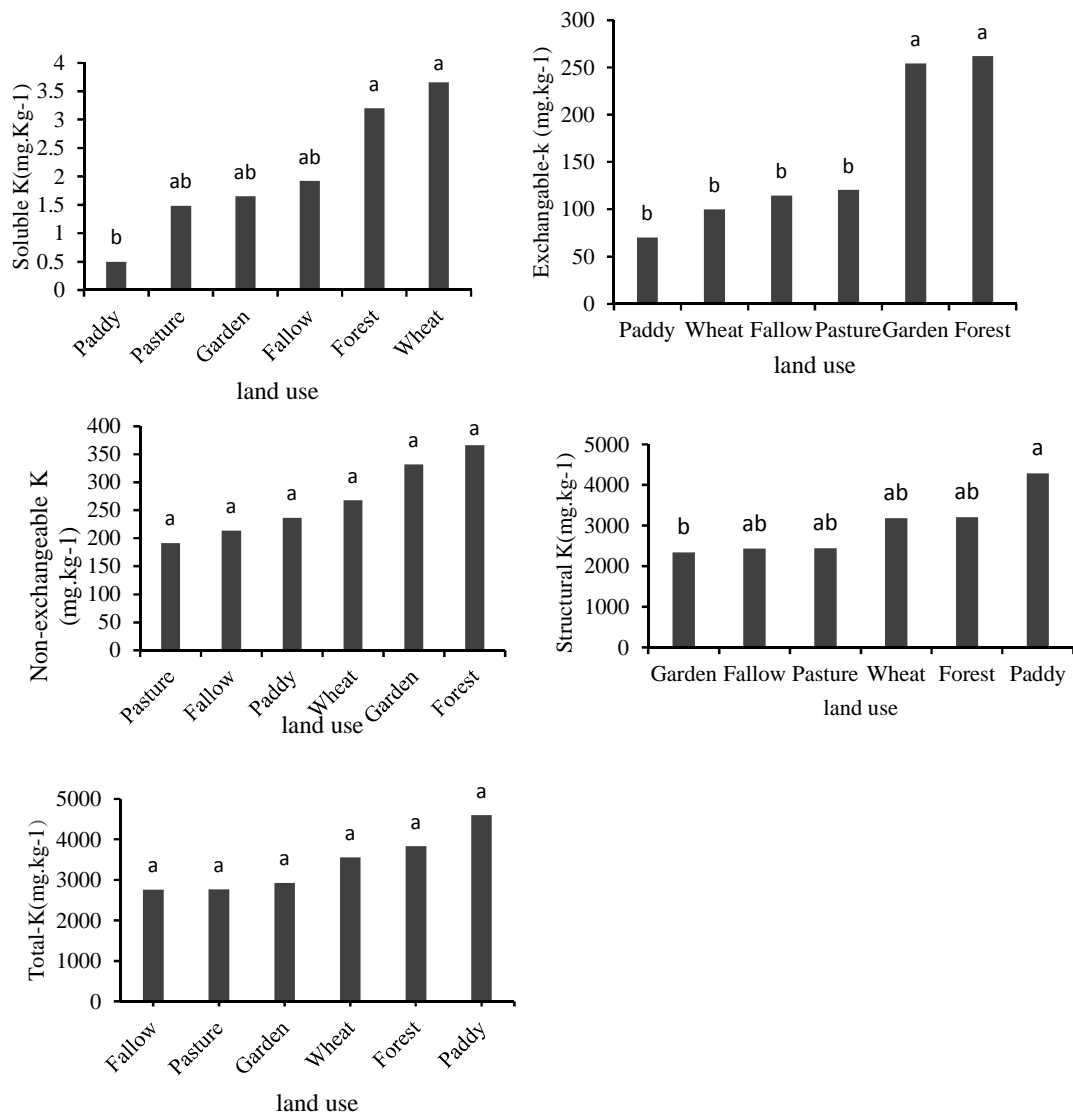 Soluble K(mg.Kg-1)
4
3.5
3
2.5
2
1.5
1
0.5
0
b
ab
ab
ab
a
a
Paddy
Pasture
Garden
Fallow
Forest
Wheat
land use
Exchangable-k (mg.kg-1)
300
250
200
150
100
50
0
b
b
b
b
a
a
Paddy Wheat Fallow Pasture Garden Forest
land use
Non-exchangeable K
(mg.kg-1)
400
350
300
250
200
150
100
50
0
a
a
a
a
a
a
Pasture
Fallow
Paddy
Wheat
Garden
Forest
land use
Structural K(mg.kg-1)
5000
4000
3000
2000
1000
0
b
ab
ab
ab
ab
a
Garden Fallow Pasture Wheat Forest Paddy
land use
Total-K(mg.kg-1)
5000
4000
3000
2000
1000
0
a
a
a
a
a
a
Fallow
Pasture
Garden
Wheat
Forest
Paddy
land use